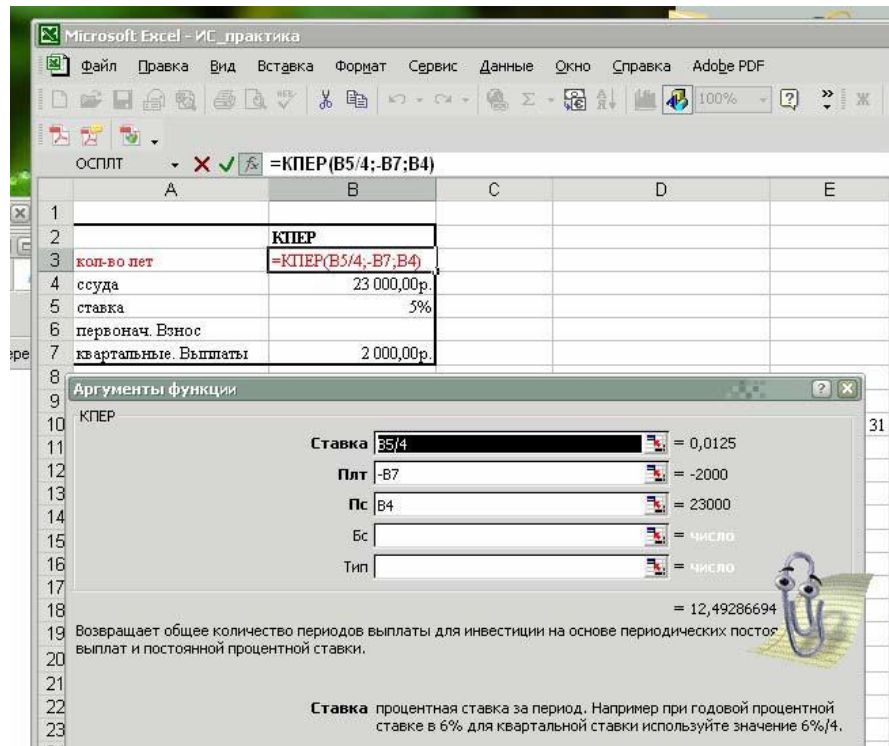 Microsoft Excel - ИС_практика
Файл Правка Вид Вставка Формат Сервис Данные Окно Справка Adobe PDF
100%
Ж
ОСПЛТ fx =КПЕР(B5/4;-B7;B4)
A B C D E
1
2 КПЕР
3 кол-во лет =КПЕР(B5/4;-B7;B4)
4 ссуда 23 000,00р.
5 ставка 5%
6 первонач. Взнос
7 квартальные. Выплаты 2 000,00р.
8
Аргументы функции
9
10 КПЕР 31
11 Ставка B5/4 = 0,0125
12 Плт -B7 = -2000
13
14 Пс B4 = 23000
15 Бс = число
16 Тип = число
17
18 = 12,49286694
19 Возвращает общее количество периодов выплаты для инвестиции на основе периодических
20 выплат и постоянной процентной ставки.
21
22 Ставка процентная ставка за период. Например при годовой процентной
23 ставке в 6% для квартальной ставки используйте значение 6%/4.